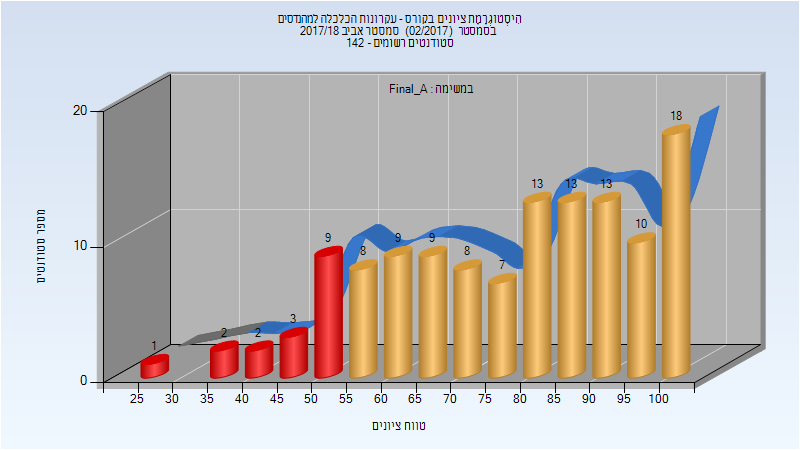 הִיסְטוֹגְרָמַת ציונים בקורס - עקרונות הכלכלה למהנדסים
בסמסטר (02/2017) סמסטר אביב 2017/18
סטודנטים רשומים - 142
במשימה : Final_A
מספר סטודנטים
20
10
0
1
2
2
3
9
8
9
9
8
7
13
13
13
10
18
25 30 35 40 45 50 55 60 65 70 75 80 85 90 95 100
טווח ציונים